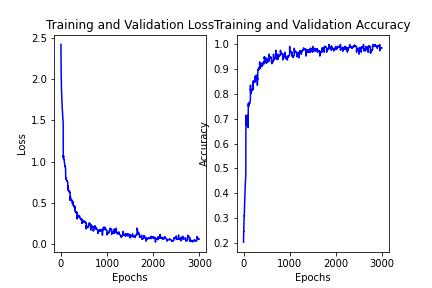 Training and Validation Loss
2.5
2.0
1.5
1.0
0.5
0.0
Loss
0 1000 2000 3000
Epochs
Training and Validation Accuracy
1.0
0.9
0.8
0.7
0.6
0.5
0.4
0.3
0.2
Accuracy
0 1000 2000 3000
Epochs